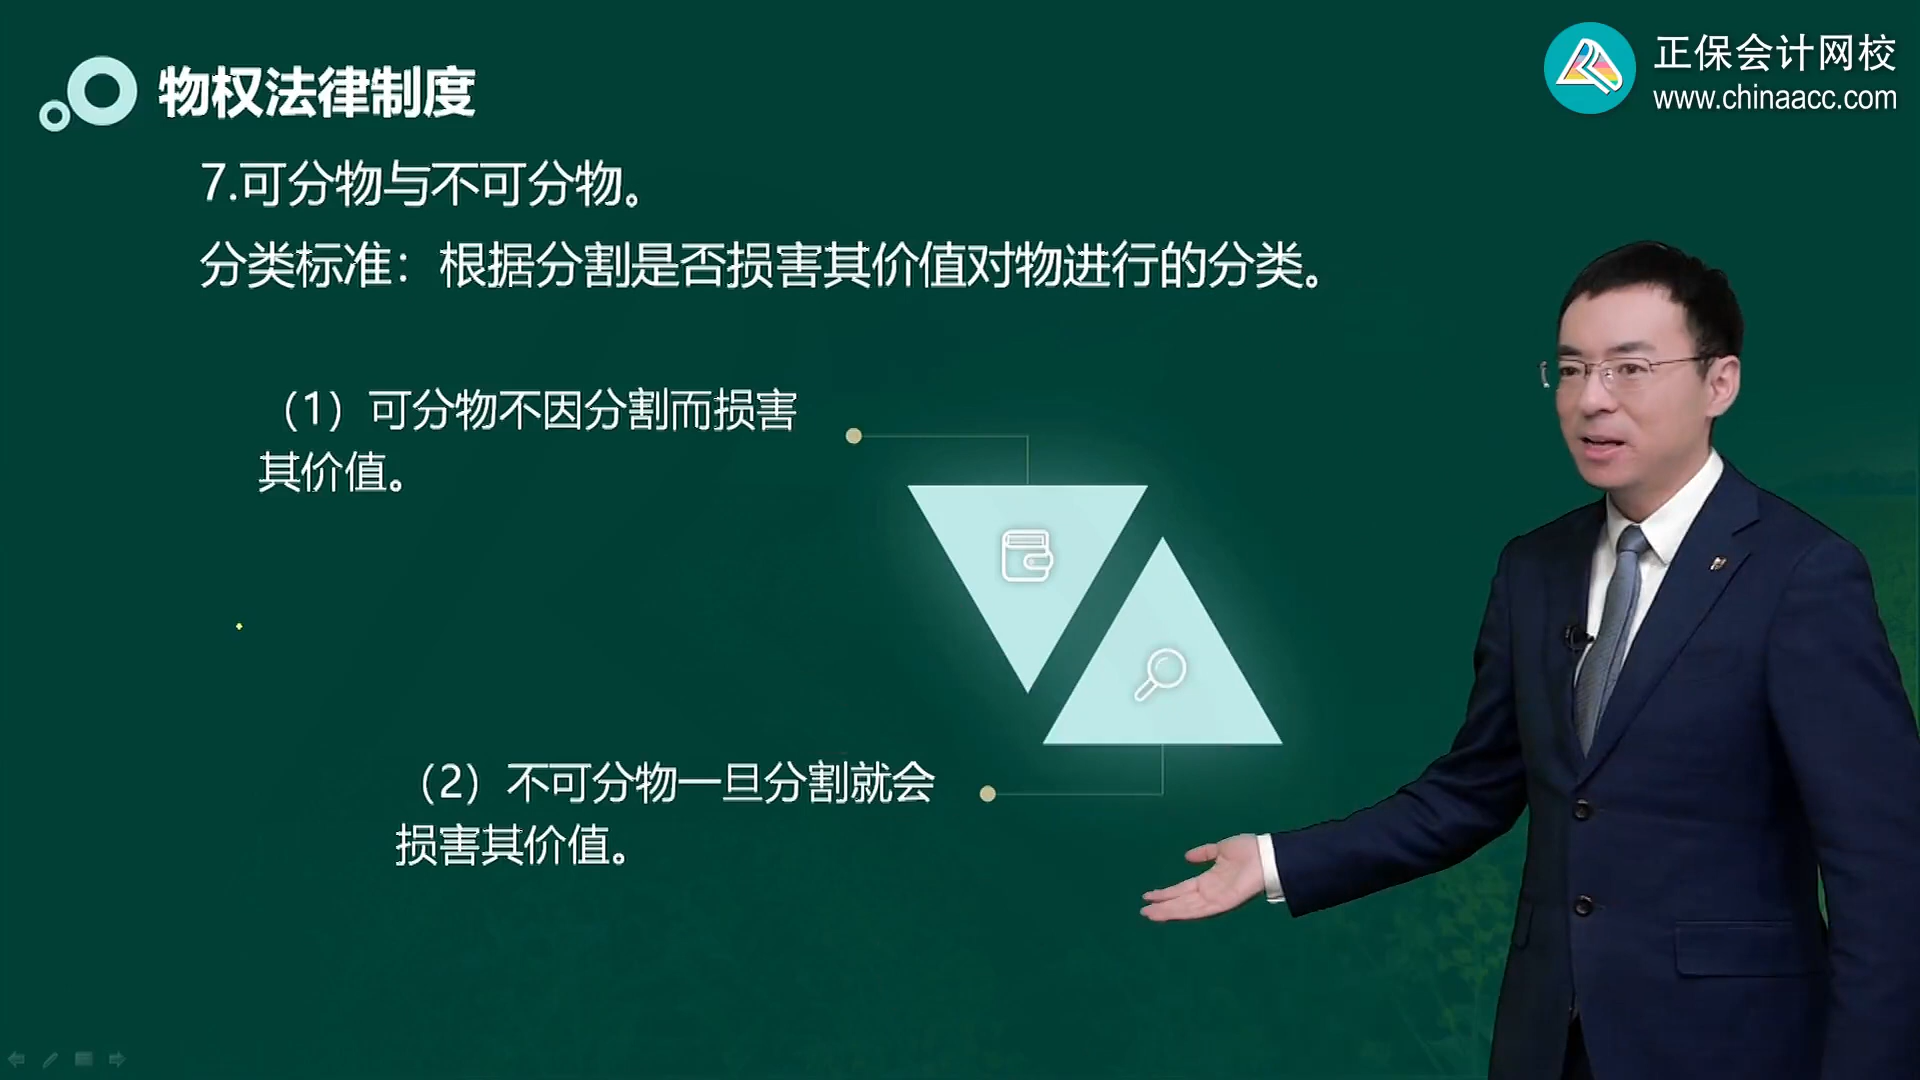 正保会计网校
www.chinaacc.com
物权法律制度
7.可分物与不可分物。
分类标准：根据分割是否损害其价值对物进行的分类。
（1）可分物不因分割而损害
其价值。
（2）不可分物一旦分割就会
损害其价值。